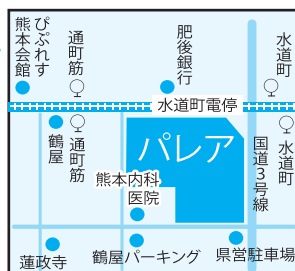 熊本会館
びぷれす
通町筋
肥後銀行
水道町
水道町電停
鶴屋
通町筋
パレア
国道3号線
水道町
熊本内科
医院
蓮政寺
鶴屋パーキング
県営駐車場